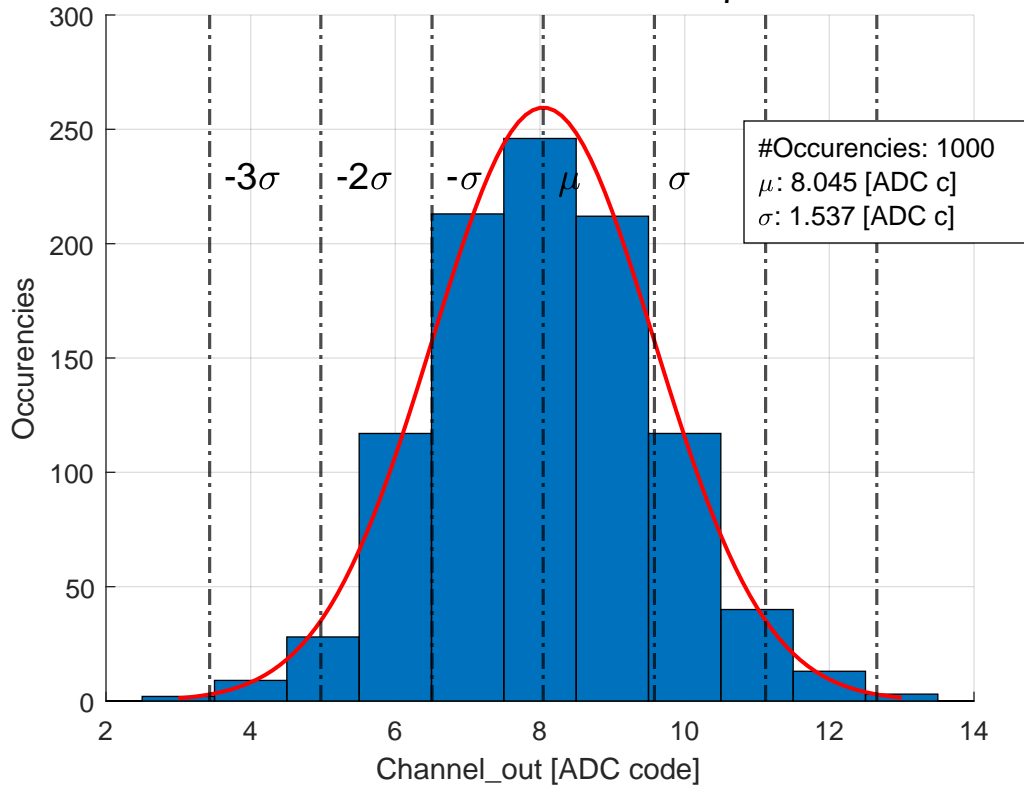 300
250
200
150
100
50
0
Occurencies
-3σ
-2σ
-σ
μ
σ
#Occurencies: 1000
μ: 8.045 [ADC c]
σ: 1.537 [ADC c]
2 4 6 8 10 12 14
Channel_out [ADC code]